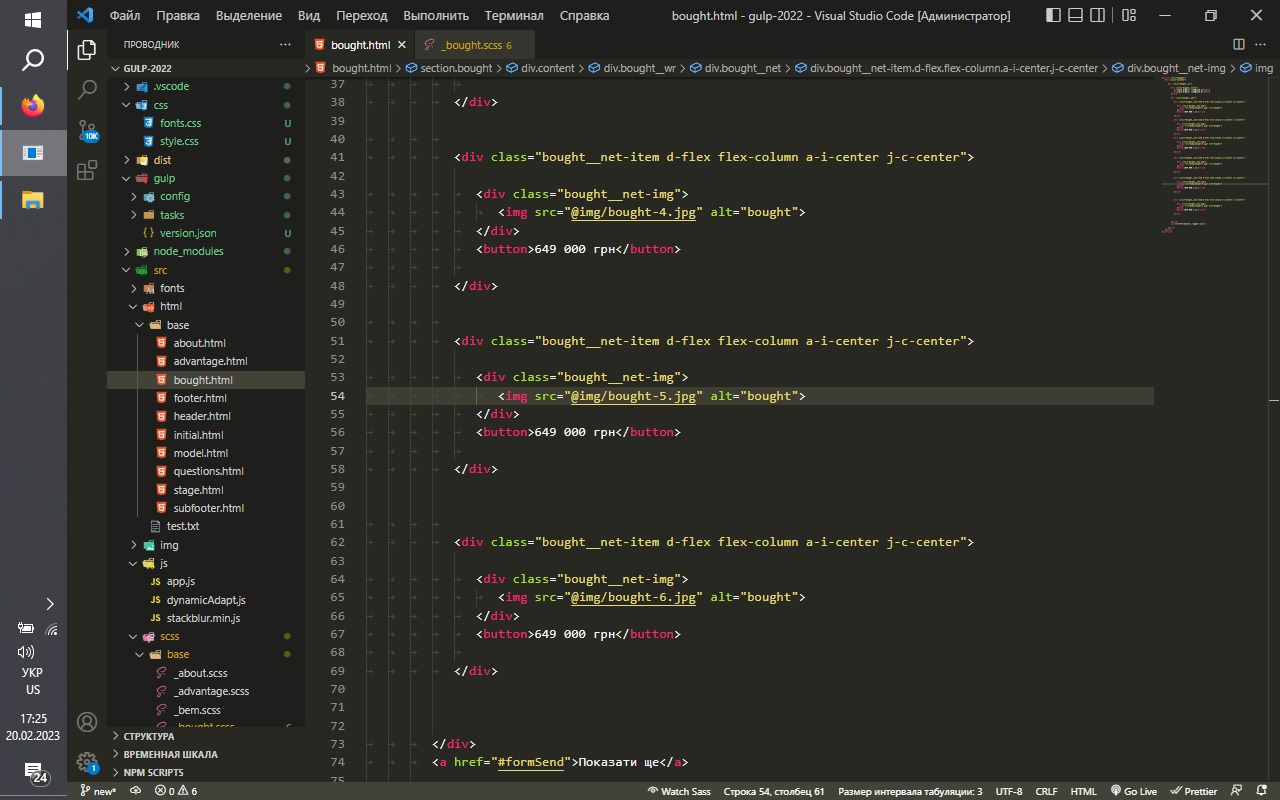 Файл Правка Выделение Вид Переход Выполнить Терминал Справка bought.html - gulp-2022 - Visual Studio Code [Администратор]
ПРОВОДНИК
bought.html
_bought.scss 6
GULP-2022
bought.html > section.bought > div.content > div.bought__wr > div.bought__net > div.bought__net-item.d-flex.flex-column.a-i-center.j-c-center > div.bought__net-img > img
.vscode
css
fonts.css U
style.css U
dist
gulp
config
tasks
version.json U
node_modules
src
fonts
html
base
about.html
advantage.html
bought.html
footer.html
header.html
initial.html
model.html
questions.html
stage.html
subfooter.html
test.txt
img
js
app.js
dynamicAdapt.js
stackblur.min.js
scss
base
_about.scss
_advantage.scss
_bem.scss
_bought.scss 6
СТРУКТУРА
ВРЕМЕННАЯ ШКАЛА
NPM SCRIPTS
37
38 </div>
39
40
41 <div class="bought__net-item d-flex flex-column a-i-center j-c-center">
42
43 <div class="bought__net-img">
44 <img src="@img/bought-4.jpg" alt="bought">
45 </div>
46 <button>649 000 грн</button>
47
48 </div>
49
50
51 <div class="bought__net-item d-flex flex-column a-i-center j-c-center">
52
53 <div class="bought__net-img">
54 <img src="@img/bought-5.jpg" alt="bought">
55 </div>
56 <button>649 000 грн</button>
57
58 </div>
59
60
61
62 <div class="bought__net-item d-flex flex-column a-i-center j-c-center">
63
64 <div class="bought__net-img">
65 <img src="@img/bought-6.jpg" alt="bought">
66 </div>
67 <button>649 000 грн</button>
68
69 </div>
70
71
72
73 </div>
74 <a href="#formSend">Показати ще</a>
75
10K
1
УКР
US
17:25
20.02.2023
24
new* 0 6 Watch Sass Строка 54, столбец 61 Размер интервала табуляции: 3 UTF-8 CRLF HTML Go Live Prettier